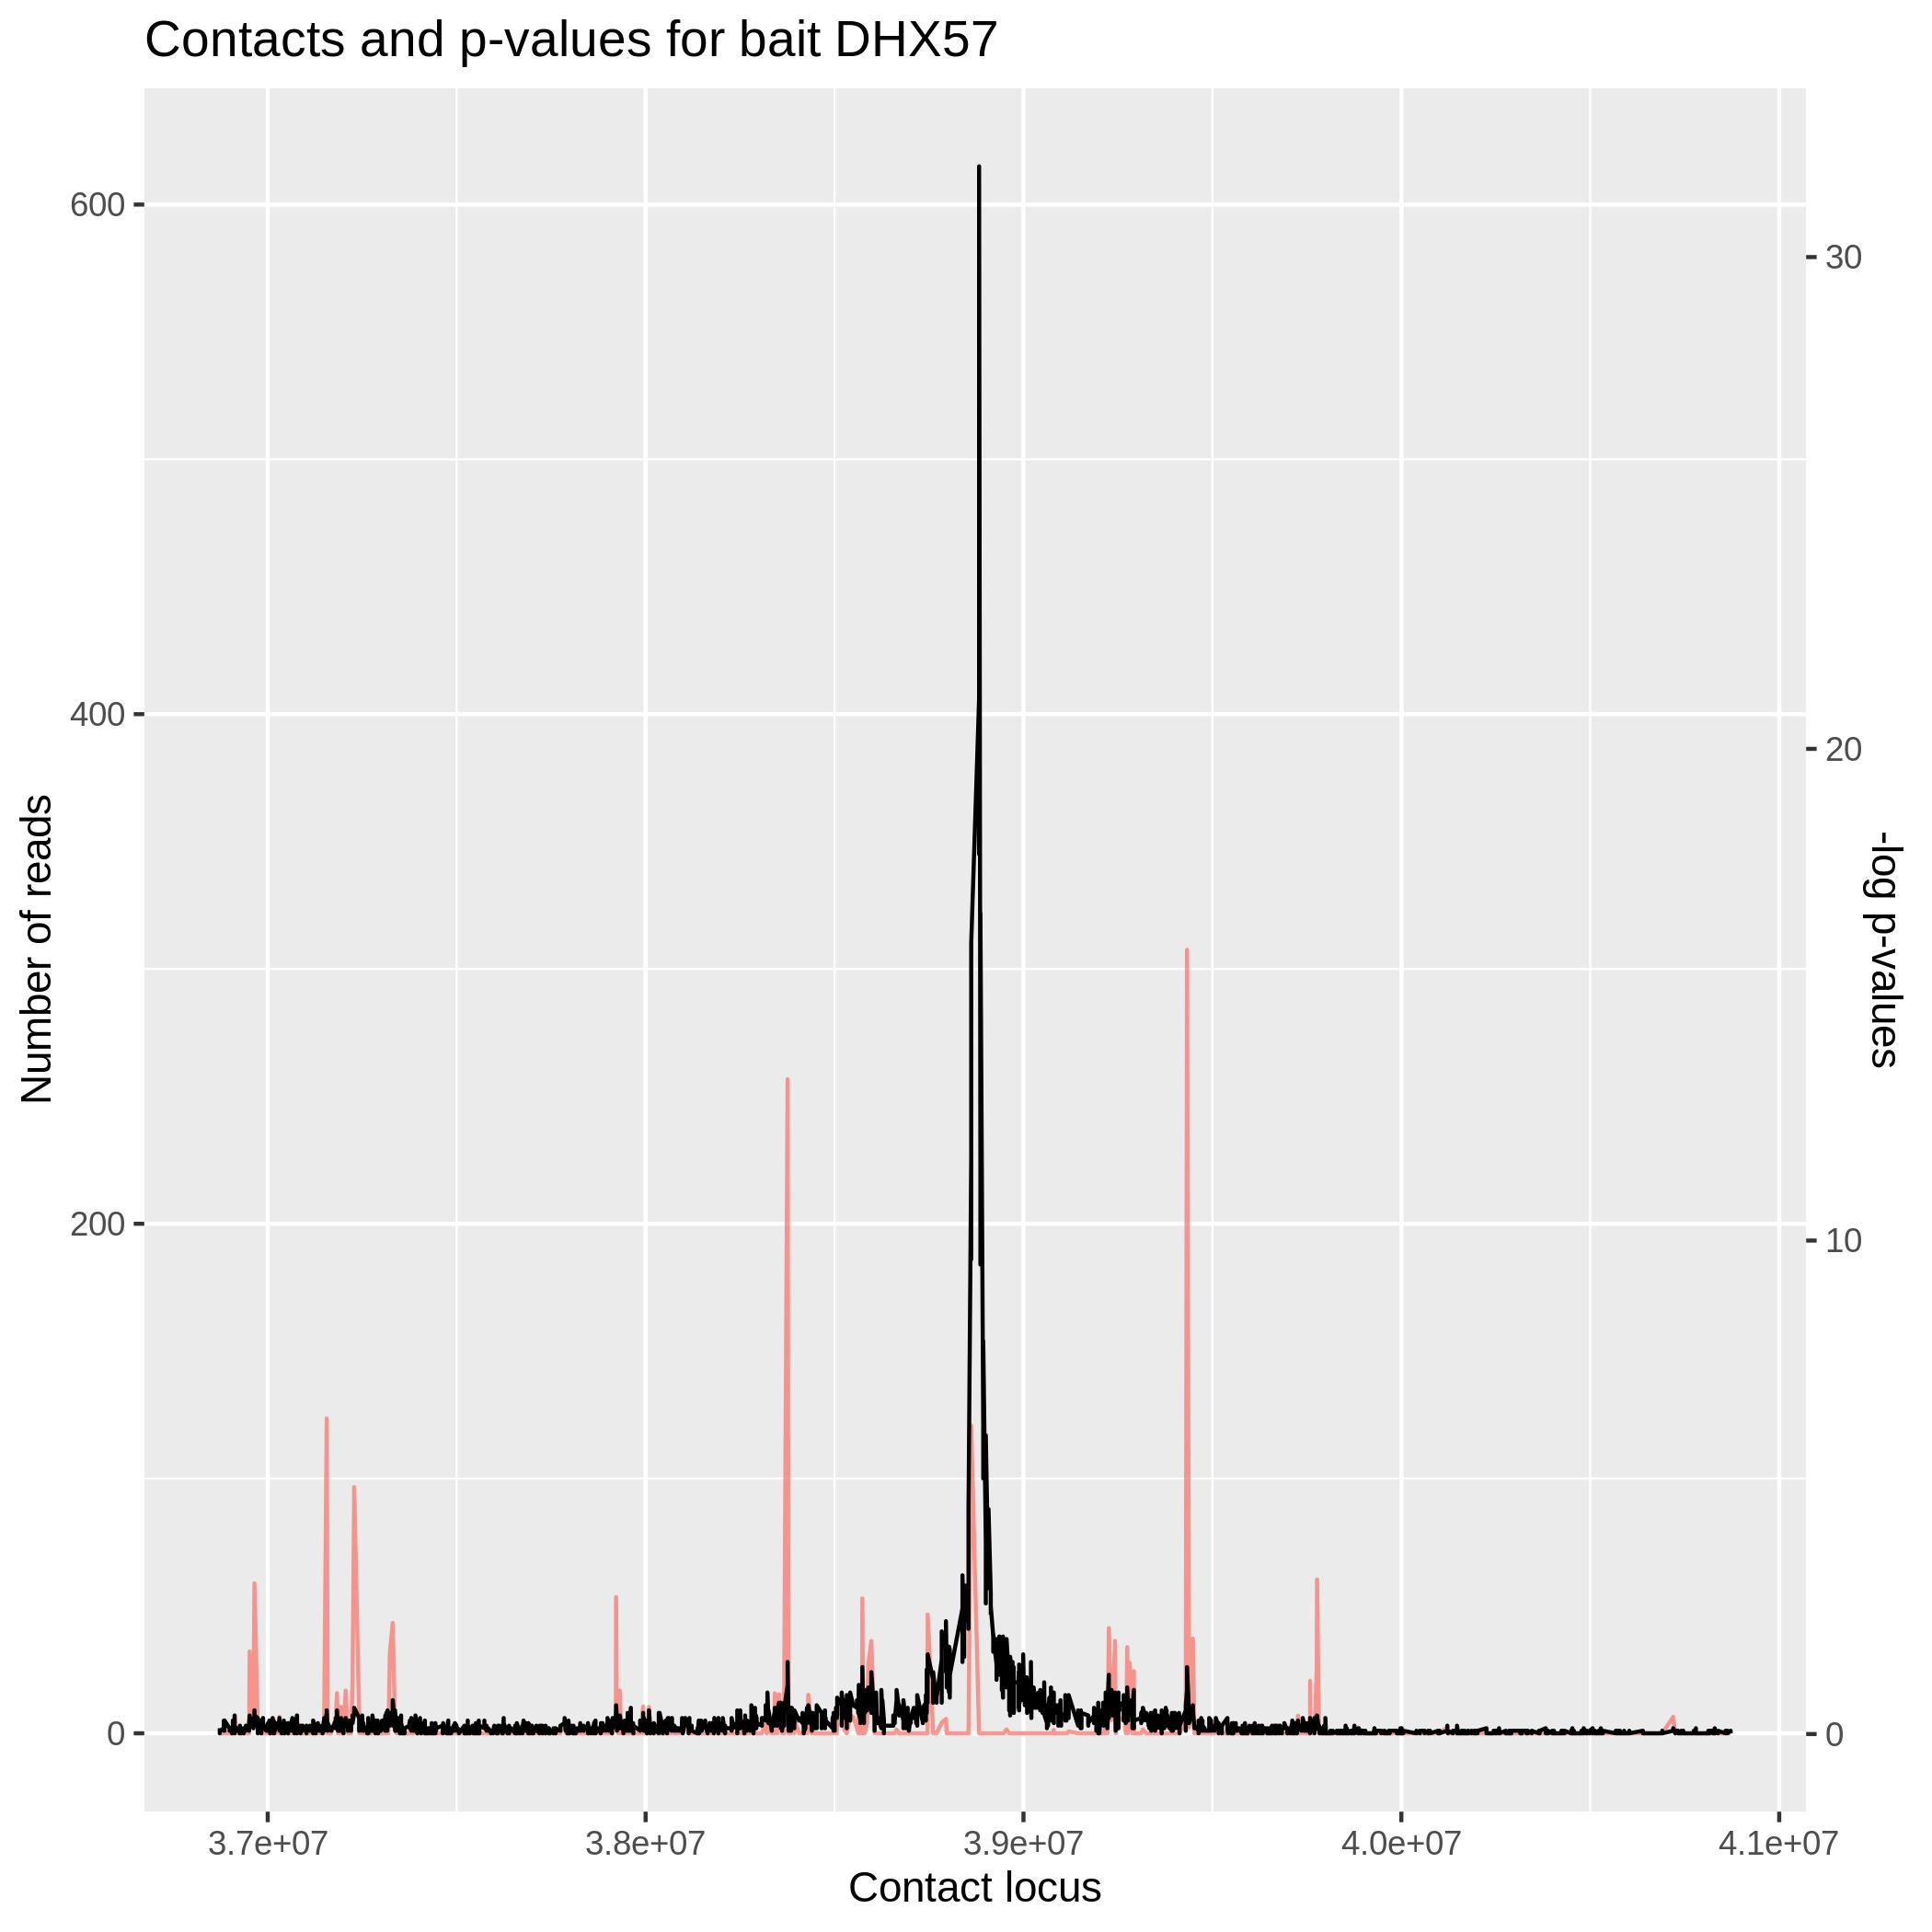 Contacts and p-values for bait DHX57
600
400
200
0
30
20
10
0
Number of reads
-log p-values
3.7e+07 3.8e+07 3.9e+07 4.0e+07 4.1e+07
Contact locus